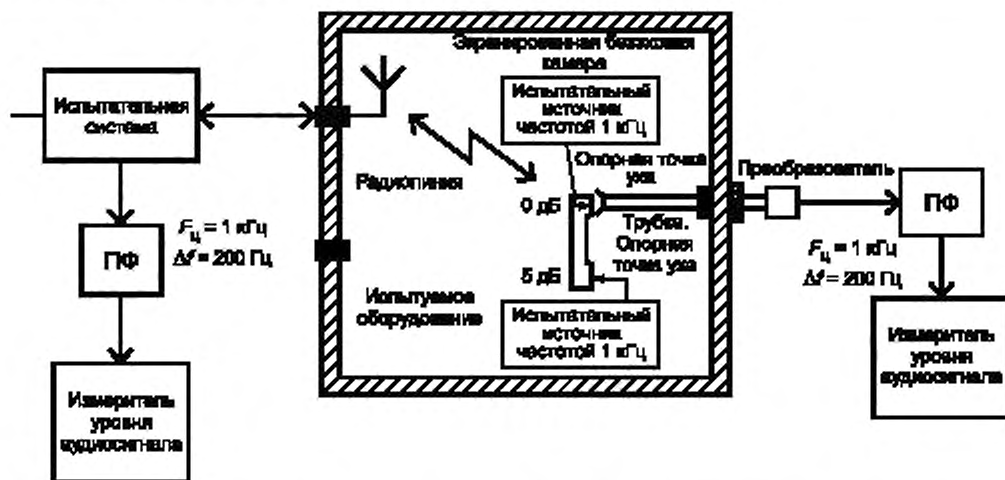 Экранированная безэховая
камера
Испытательная
система
Испытательный
источник
частотой 1 кГц
Опорная точка
уха
Преобразователь
Радиолиния
0 дБ
ПФ
Трубка.
Опорная
точка уха
F_ц = 1 кГц
Δf = 200 Гц
ПФ
F_ц = 1 кГц
Δf = 200 Гц
5 дБ
Испытуемое
оборудование
Испытательный
источник
частотой 1 кГц
Измеритель
уровня
аудиосигнала
Измеритель
уровня
аудиосигнала